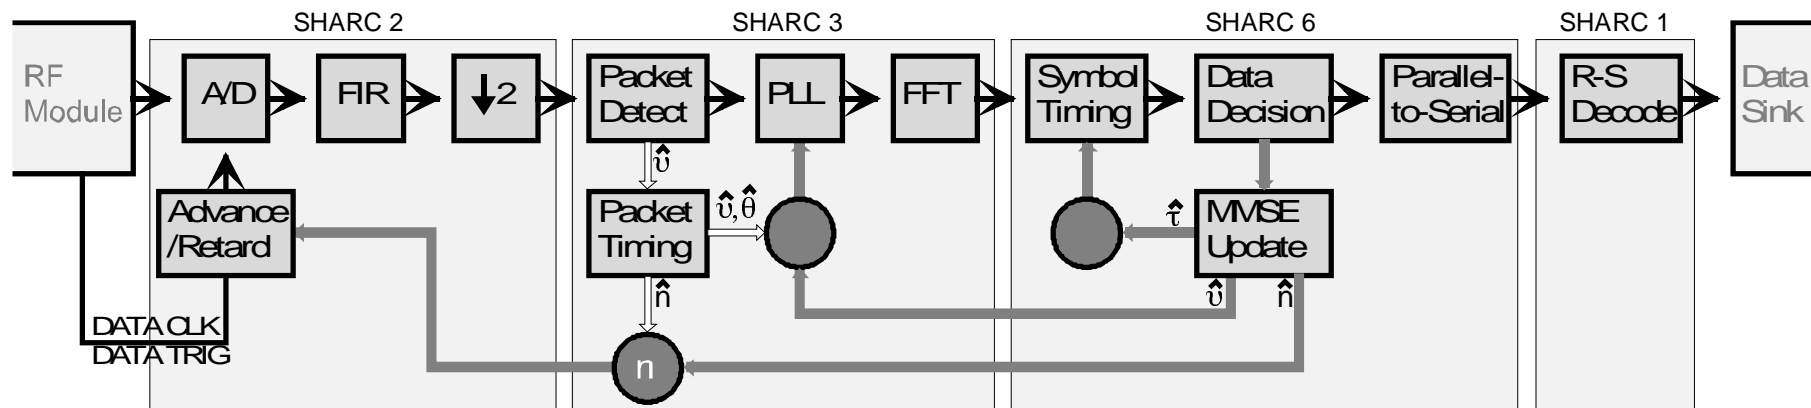 SHARC 2
SHARC 3
SHARC 6
SHARC 1
RF
Module
A/D
FIR
↓2
Packet
Detect
PLL
FFT
Symbol
Timing
Data
Decision
Parallel-
to-Serial
R-S
Decode
Data
Sink
υ̂
Advance
/Retard
Packet
Timing
υ̂,θ̂
τ̂
MMSE
Update
n̂
υ̂
n̂
DATA CLK
DATA TRIG
n